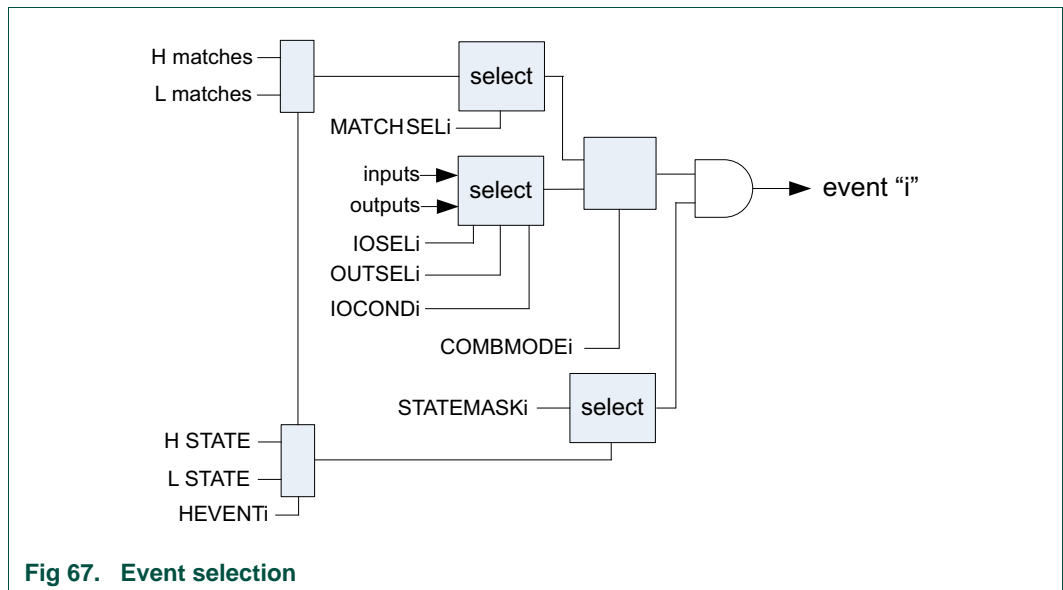 H matches
L matches
select
MATCHSELi
inputs
outputs
select
IOSELi
OUTSELi
IOCONDi
COMBMODEi
event “i”
STATEMASKi
select
H STATE
L STATE
HEVENTi
Fig 67. Event selection